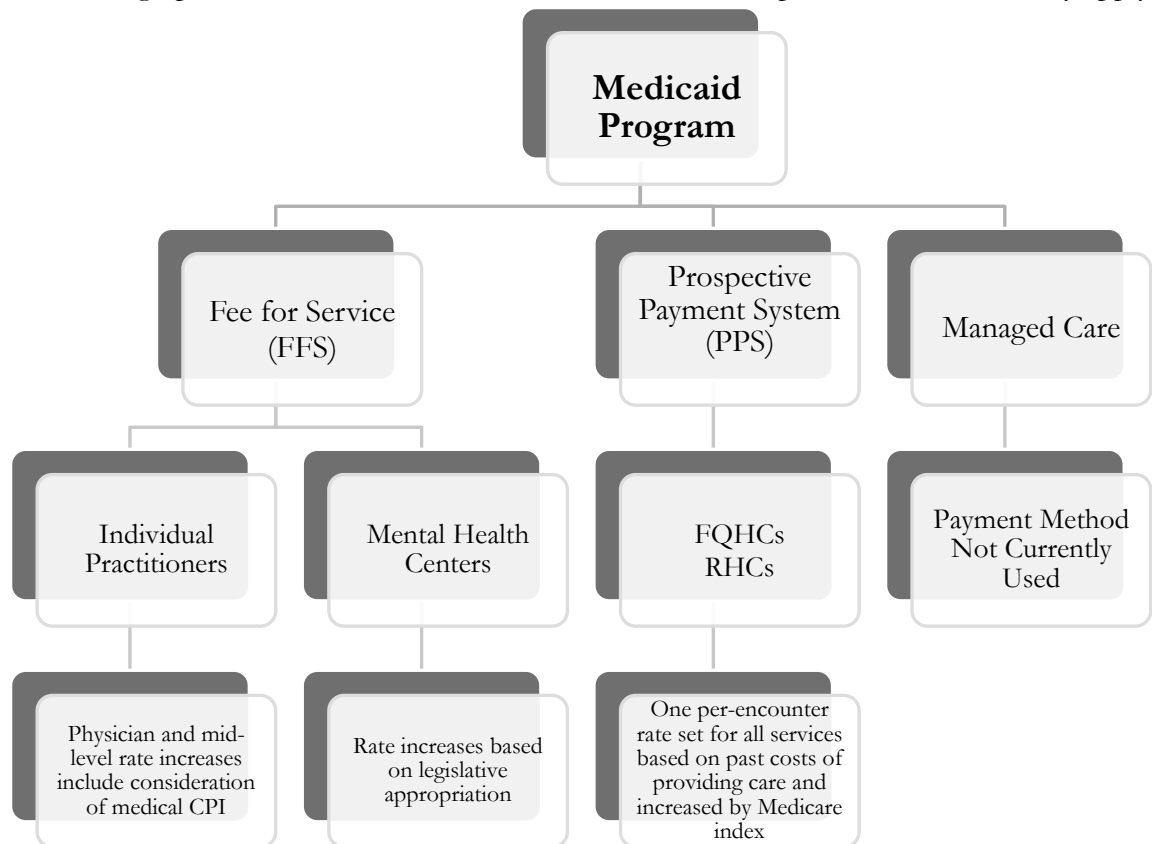 Medicaid
Program
Fee for Service
(FFS)
Prospective
Payment System
(PPS)
Managed Care
Individual
Practitioners
Mental Health
Centers
FQHCs
RHCs
Payment Method
Not Currently
Used
Physician and mid-
level rate increases
include consideration
of medical CPI
Rate increases based
on legislative
appropriation
One per-encounter
rate set for all services
based on past costs of
providing care and
increased by Medicare
index